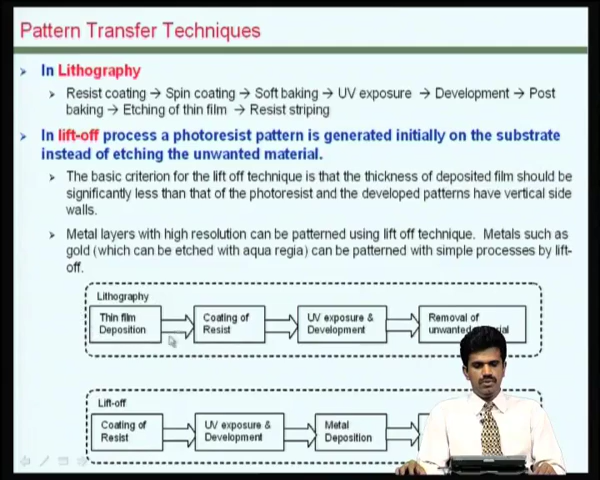 Pattern Transfer Techniques
In Lithography
Resist coating → Spin coating → Soft baking → UV exposure → Development → Post
baking → Etching of thin film → Resist striping
In lift-off process a photoresist pattern is generated initially on the substrate
instead of etching the unwanted material.
The basic criterion for the lift off technique is that the thickness of deposited film should be
significantly less than that of the photoresist and the developed patterns have vertical side
walls.
Metal layers with high resolution can be patterned using lift off technique. Metals such as
gold (which can be etched with aqua regia) can be patterned with simple processes by lift-
off.
Lithography
Thin film
Deposition
Coating of
Resist
UV exposure &
Development
Removal of
unwanted
Lift-off
Coating of
Resist
UV exposure &
Development
Metal
Deposition